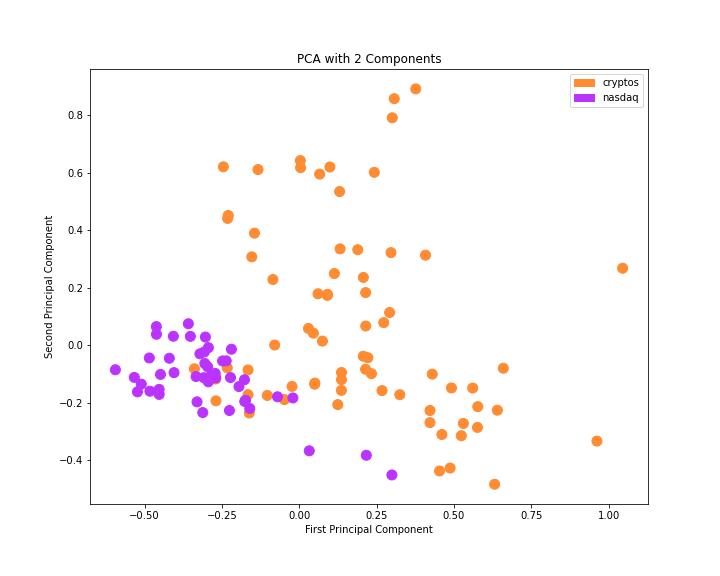 PCA with 2 Components
cryptos
nasdaq
Second Principal Component
0.8
0.6
0.4
0.2
0.0
−0.2
−0.4
−0.50
−0.25
0.00
0.25
0.50
0.75
1.00
First Principal Component